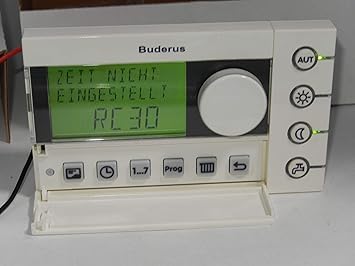 Buderus
AUT
ZEIT NICHT
EINGESTELLT
RC30
1...7
Prog